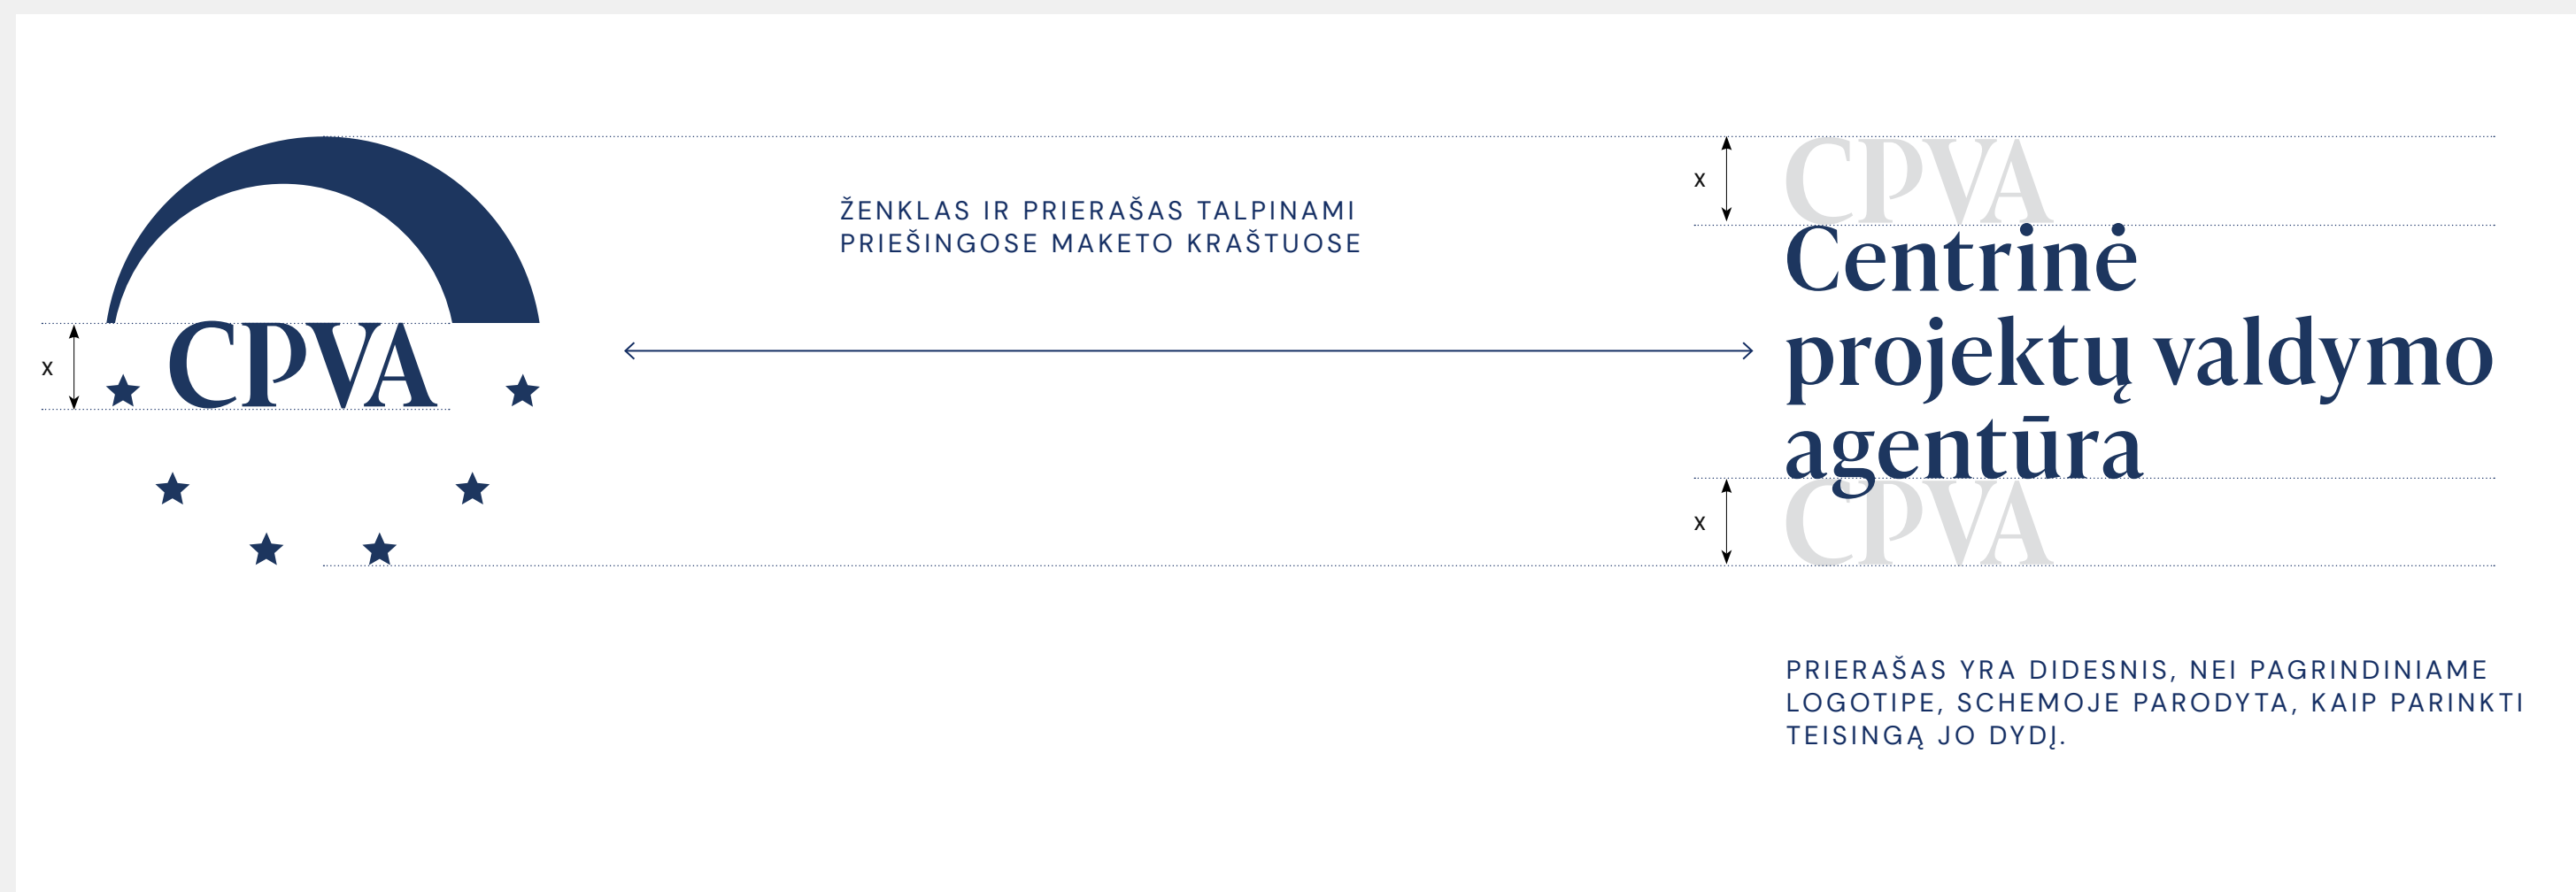 ŽENKLAS IR PRIERAŠAS TALPINAMI
PRIEŠINGOSE MAKETO KRAŠTUOSE
x
CPVA
x
CPVA
Centrinė
projektų valdymo
agentūra
x
CPVA
PRIERAŠAS YRA DIDESNIS, NEI PAGRINDINIAME
LOGOTIPE, SCHEMOJE PARODYTA, KAIP PARINKTI
TEISINGĄ JO DYDĮ.